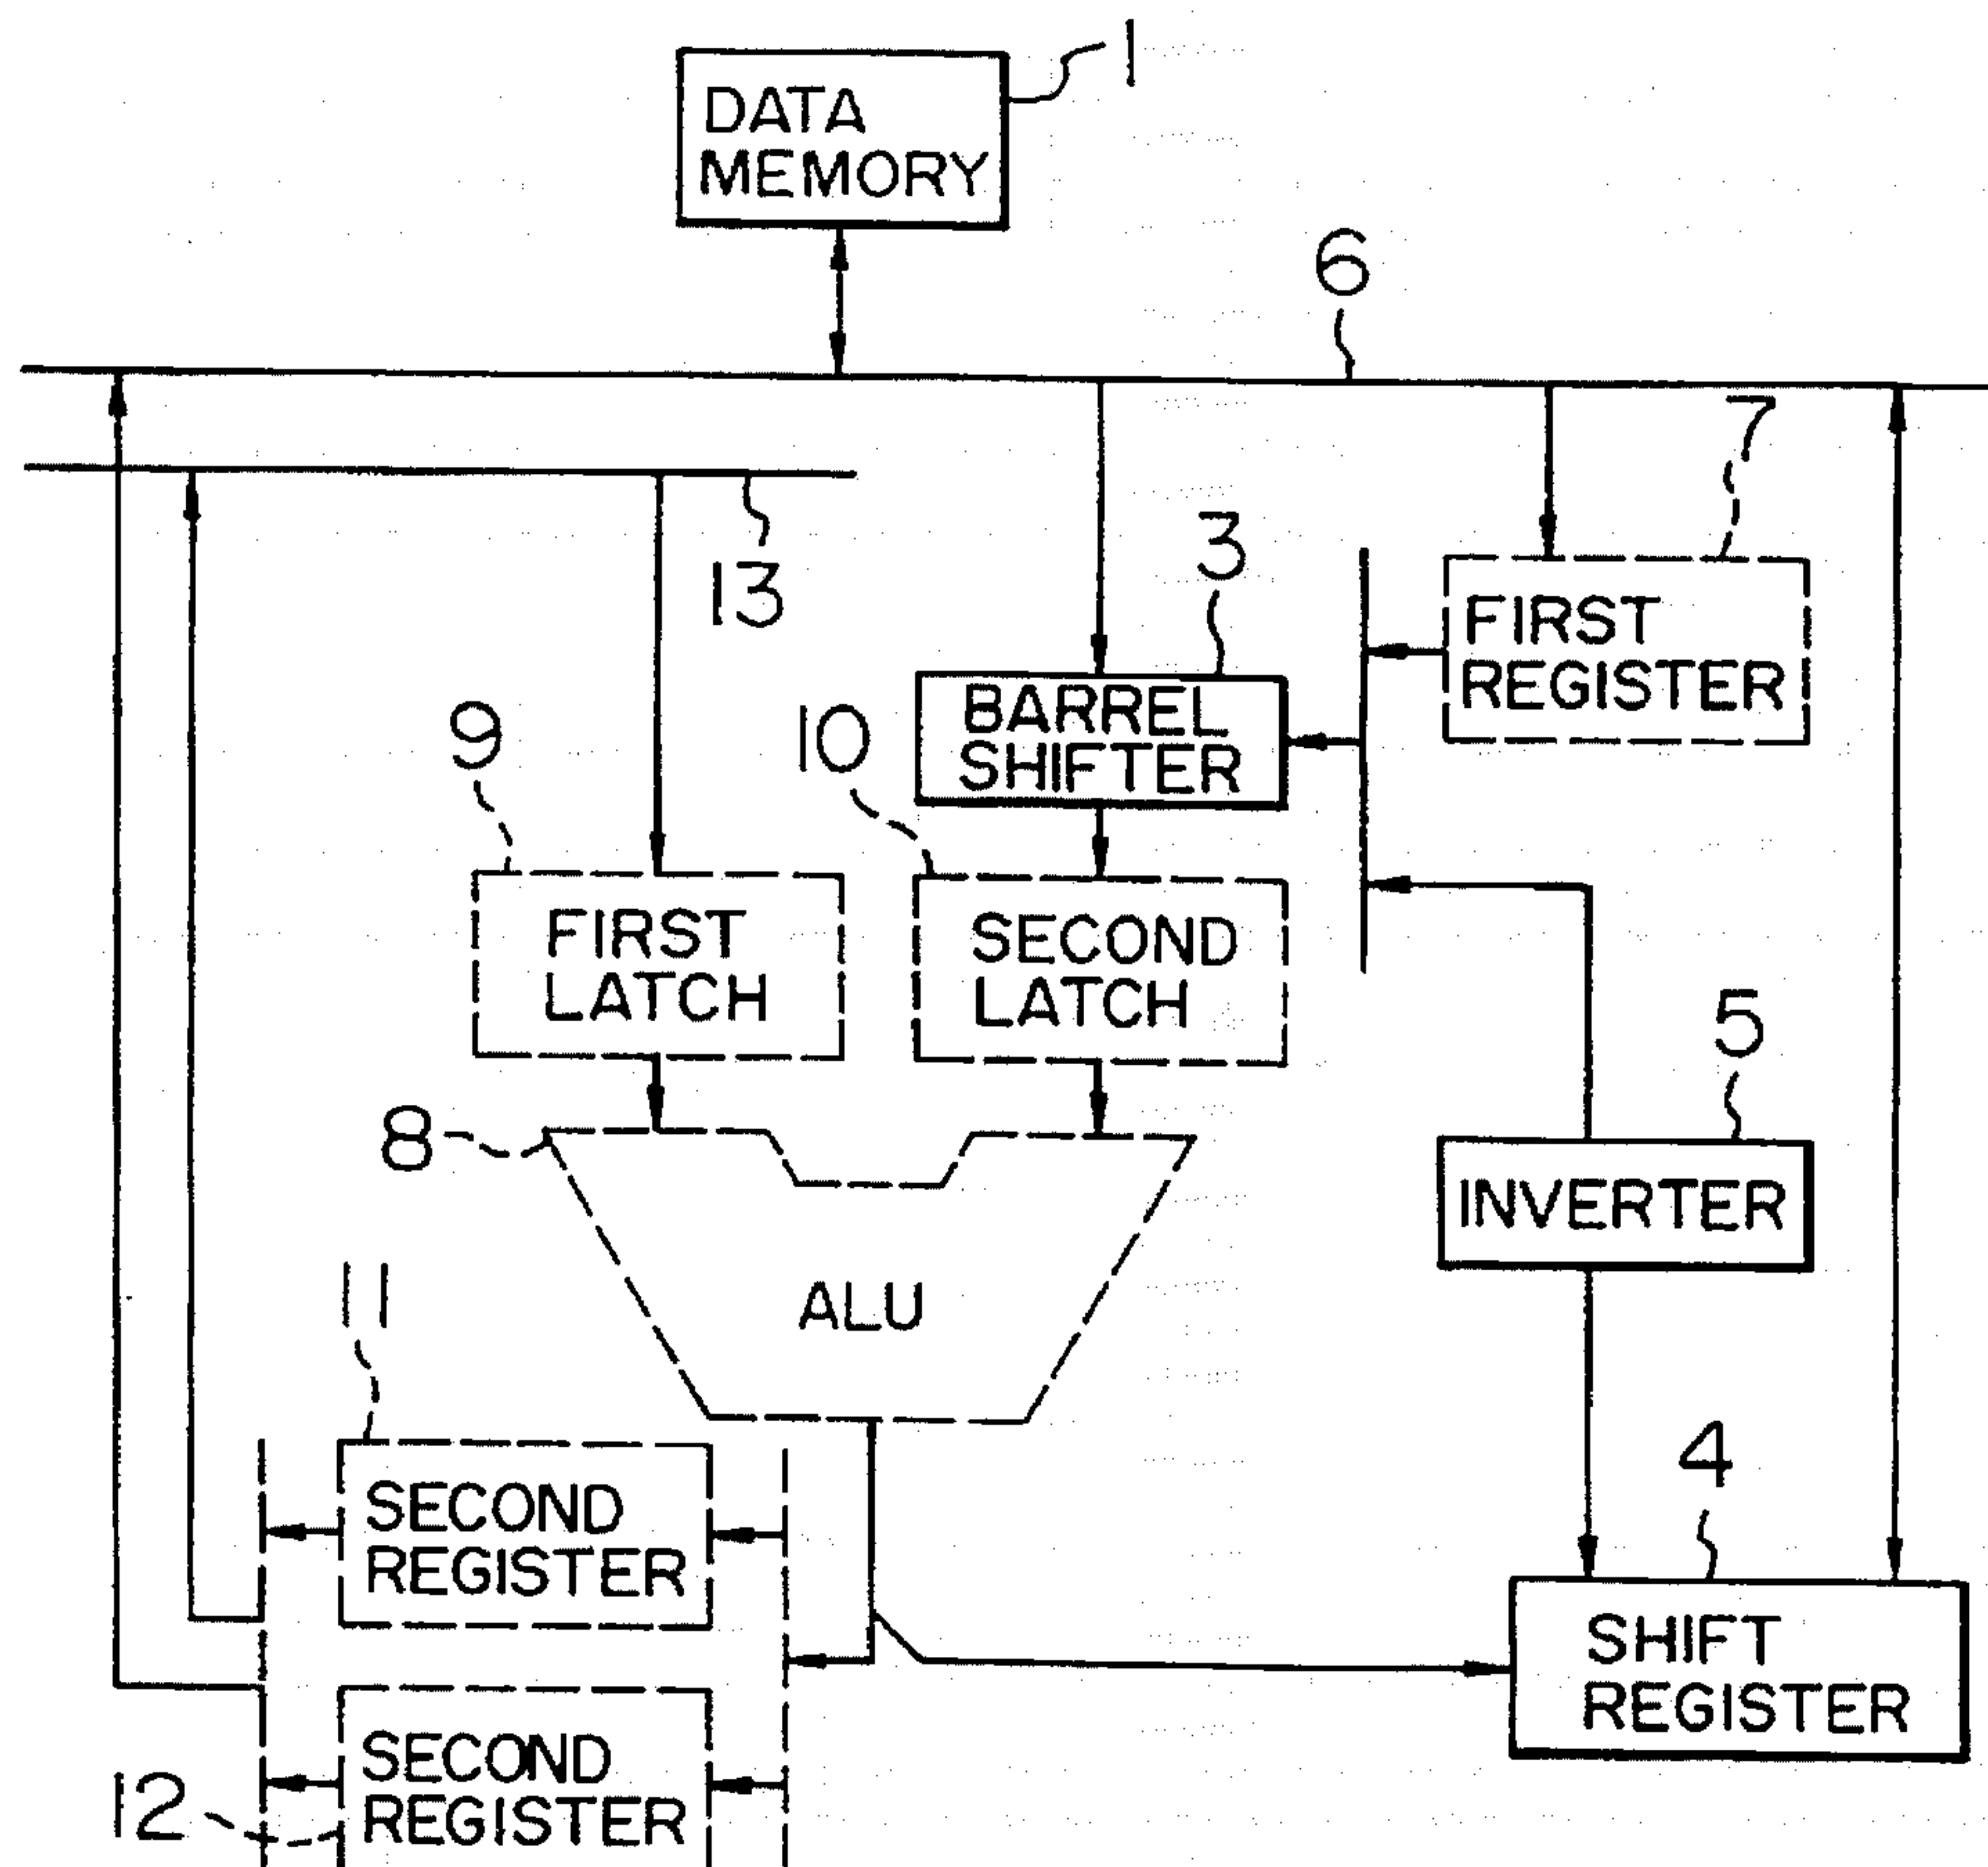 1
DATA
MEMORY
6
7
13
3
FIRST
REGISTER
9
10
BARREL
SHIFTER
FIRST
LATCH
SECOND
LATCH
5
8
INVERTER
11
ALU
4
SECOND
REGISTER
SHIFT
REGISTER
12
SECOND
REGISTER